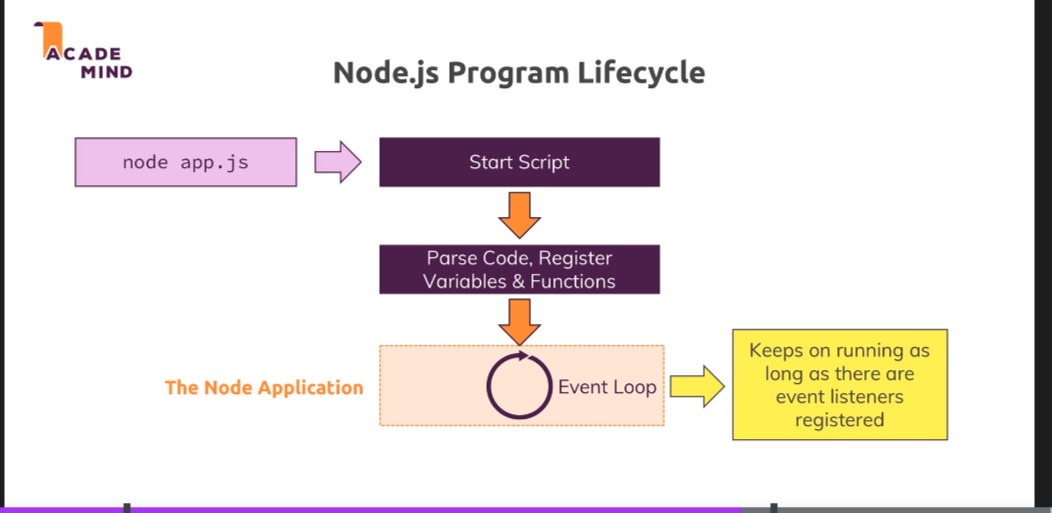 ACADE
MIND
Node.js Program Lifecycle
node app.js
Start Script
Parse Code, Register
Variables & Functions
The Node Application
Event Loop
Keeps on running as
long as there are
event listeners
registered